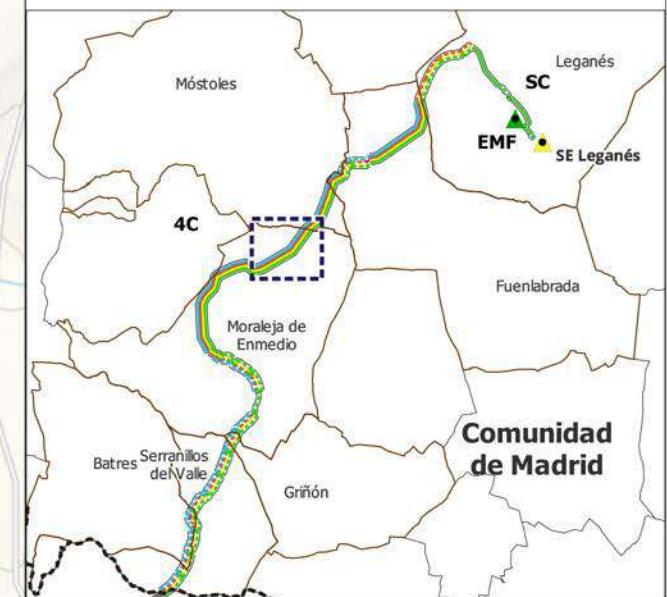 Leganés
Móstoles
SC
EMF
SE Leganés
4C
Fuenlabrada
Moraleja de
Enmedio
Comunidad
de Madrid
Batres
Serranillos
del Valle
Griñón